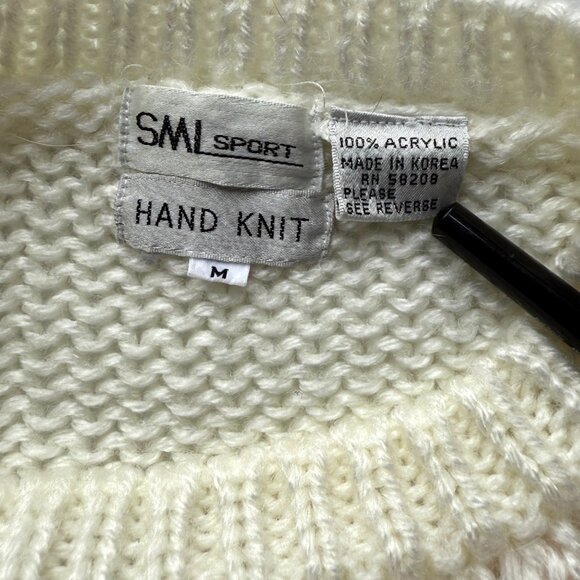 SML SPORT
HAND KNIT
M
100% ACRYLIC
MADE IN KOREA
RN 58208
PLEASE
SEE REVERSE